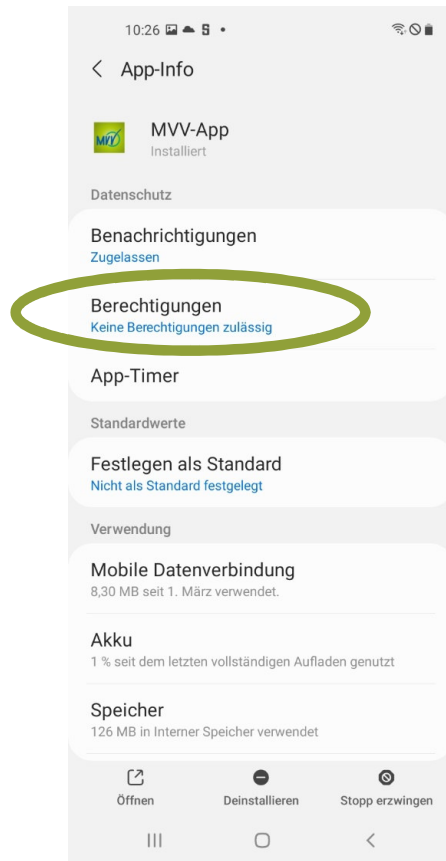 10:26
App-Info
MVV
MVV-App
Installiert
Datenschutz
Benachrichtigungen
Zugelassen
Berechtigungen
Keine Berechtigungen zulässig
App-Timer
Standardwerte
Festlegen als Standard
Nicht als Standard festgelegt
Verwendung
Mobile Datenverbindung
8,30 MB seit 1. März verwendet.
Akku
1 % seit dem letzten vollständigen Aufladen genutzt
Speicher
126 MB in Interner Speicher verwendet
Öffnen Deinstallieren Stopp erzwingen